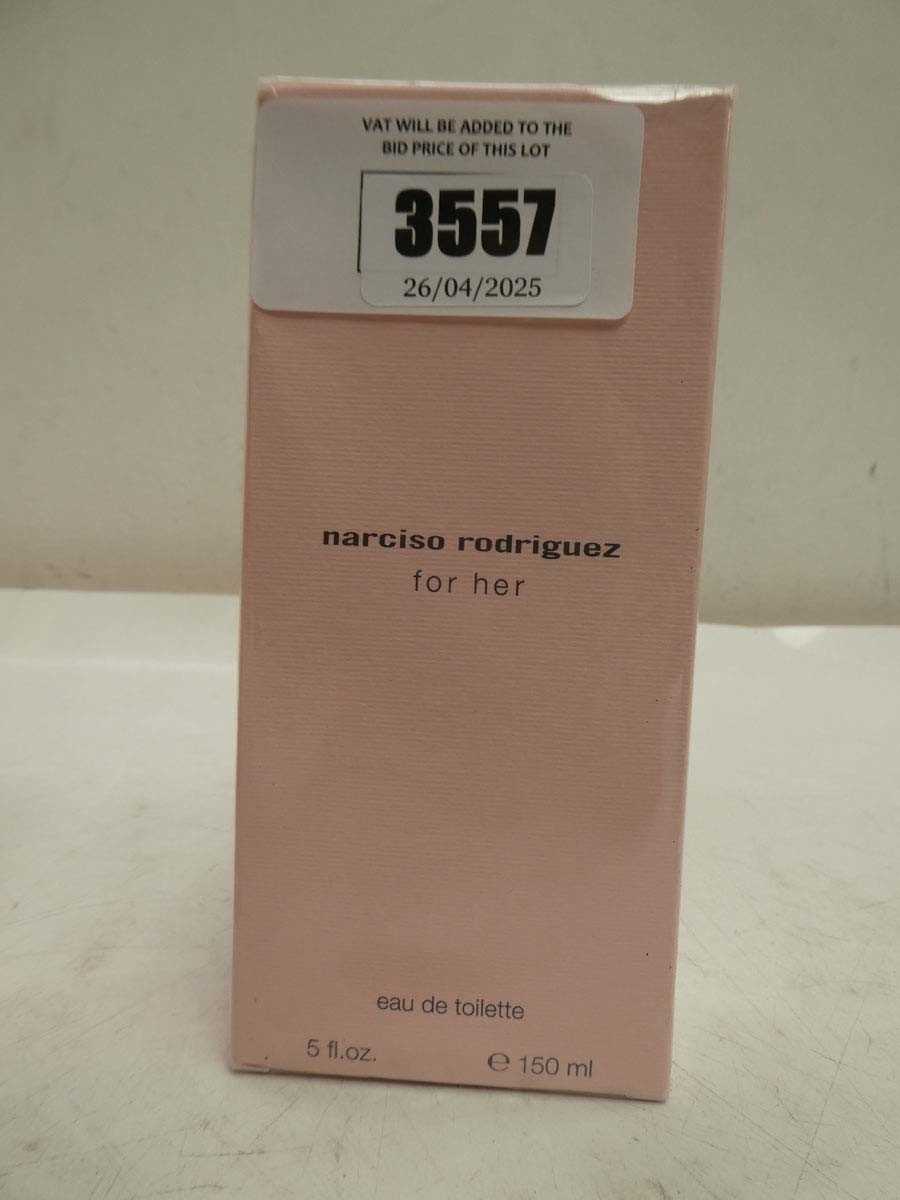 VAT WILL BE ADDED TO THE
BID PRICE OF THIS LOT
3557
26/04/2025
narciso rodriguez
for her
eau de toilette
5 fl.oz. ℮ 150 ml